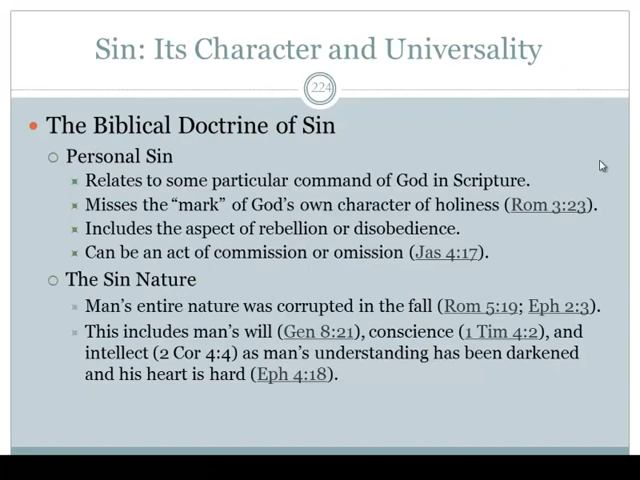 Sin: Its Character and Universality
224
The Biblical Doctrine of Sin
Personal Sin
Relates to some particular command of God in Scripture.
Misses the “mark” of God’s own character of holiness (Rom 3:23).
Includes the aspect of rebellion or disobedience.
Can be an act of commission or omission (Jas 4:17).
The Sin Nature
Man’s entire nature was corrupted in the fall (Rom 5:19; Eph 2:3).
This includes man’s will (Gen 8:21), conscience (1 Tim 4:2), and
intellect (2 Cor 4:4) as man’s understanding has been darkened
and his heart is hard (Eph 4:18).